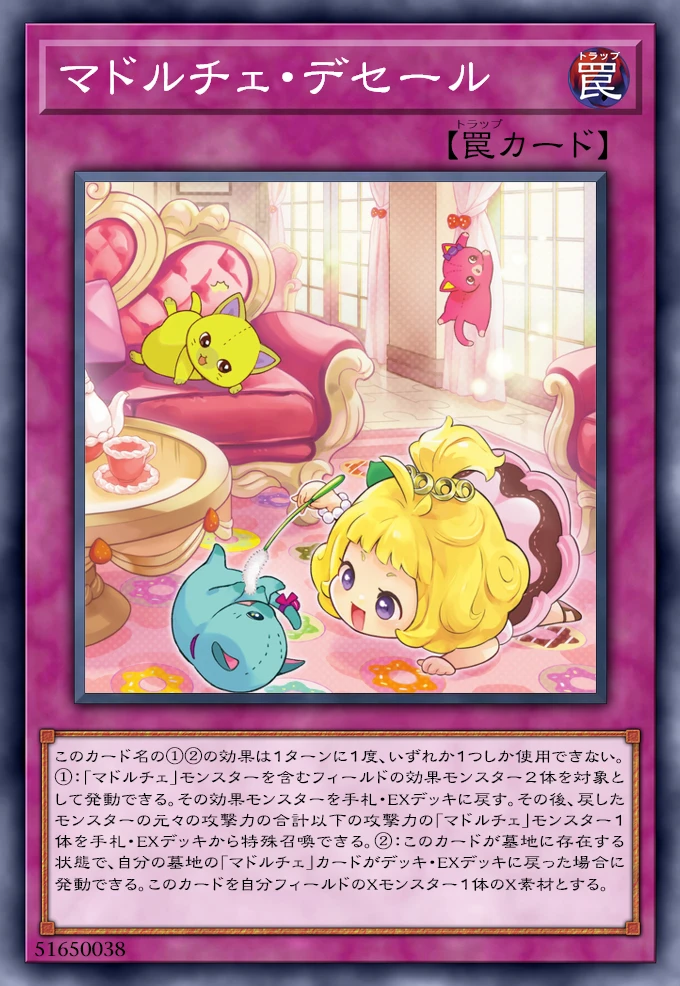 マドルチェ・デセール
トラップ
罠
トラップ
【罠カード】
このカード名の①②の効果は1ターンに1度、いずれか1つしか使用できない。
①:「マドルチェ」モンスターを含むフィールドの効果モンスター2体を対象と
して発動できる。その効果モンスターを手札・EXデッキに戻す。その後、戻した
モンスターの元々の攻撃力の合計以下の攻撃力の「マドルチェ」モンスター1
体を手札・EXデッキから特殊召喚できる。②:このカードが墓地に存在する
状態で、自分の墓地の「マドルチェ」カードがデッキ・EXデッキに戻った場合に
発動できる。このカードを自分フィールドのXモンスター1体のX素材とする。
51650038